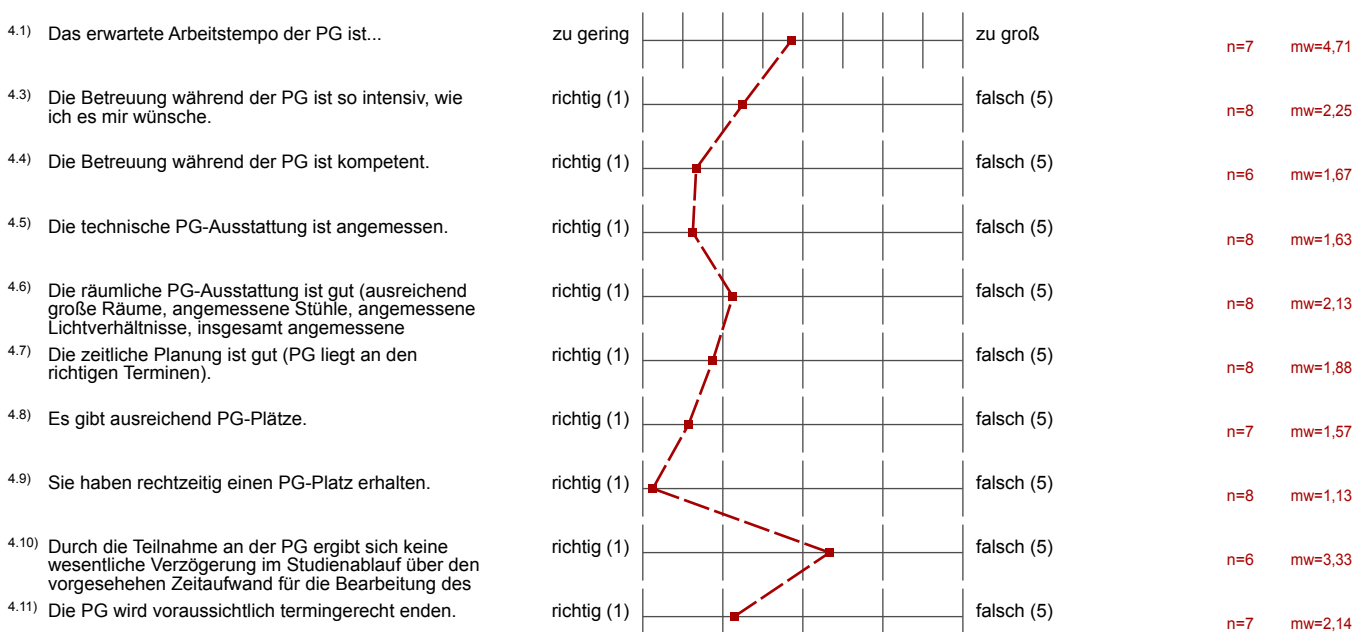 4.1) Das erwartete Arbeitstempo der PG ist... zu gering zu groß n=7 mw=4,71
4.3) Die Betreuung während der PG ist so intensiv, wie
ich es mir wünsche. richtig (1) falsch (5) n=8 mw=2,25
4.4) Die Betreuung während der PG ist kompetent. richtig (1) falsch (5) n=6 mw=1,67
4.5) Die technische PG-Ausstattung ist angemessen. richtig (1) falsch (5) n=8 mw=1,63
4.6) Die räumliche PG-Ausstattung ist gut (ausreichend
große Räume, angemessene Stühle, angemessene
Lichtverhältnisse, insgesamt angemessene richtig (1) falsch (5) n=8 mw=2,13
4.7) Die zeitliche Planung ist gut (PG liegt an den
richtigen Terminen). richtig (1) falsch (5) n=8 mw=1,88
4.8) Es gibt ausreichend PG-Plätze. richtig (1) falsch (5) n=7 mw=1,57
4.9) Sie haben rechtzeitig einen PG-Platz erhalten. richtig (1) falsch (5) n=8 mw=1,13
4.10) Durch die Teilnahme an der PG ergibt sich keine
wesentliche Verzögerung im Studienablauf über den
vorgesehehen Zeitaufwand für die Bearbeitung des richtig (1) falsch (5) n=6 mw=3,33
4.11) Die PG wird voraussichtlich termingerecht enden. richtig (1) falsch (5) n=7 mw=2,14